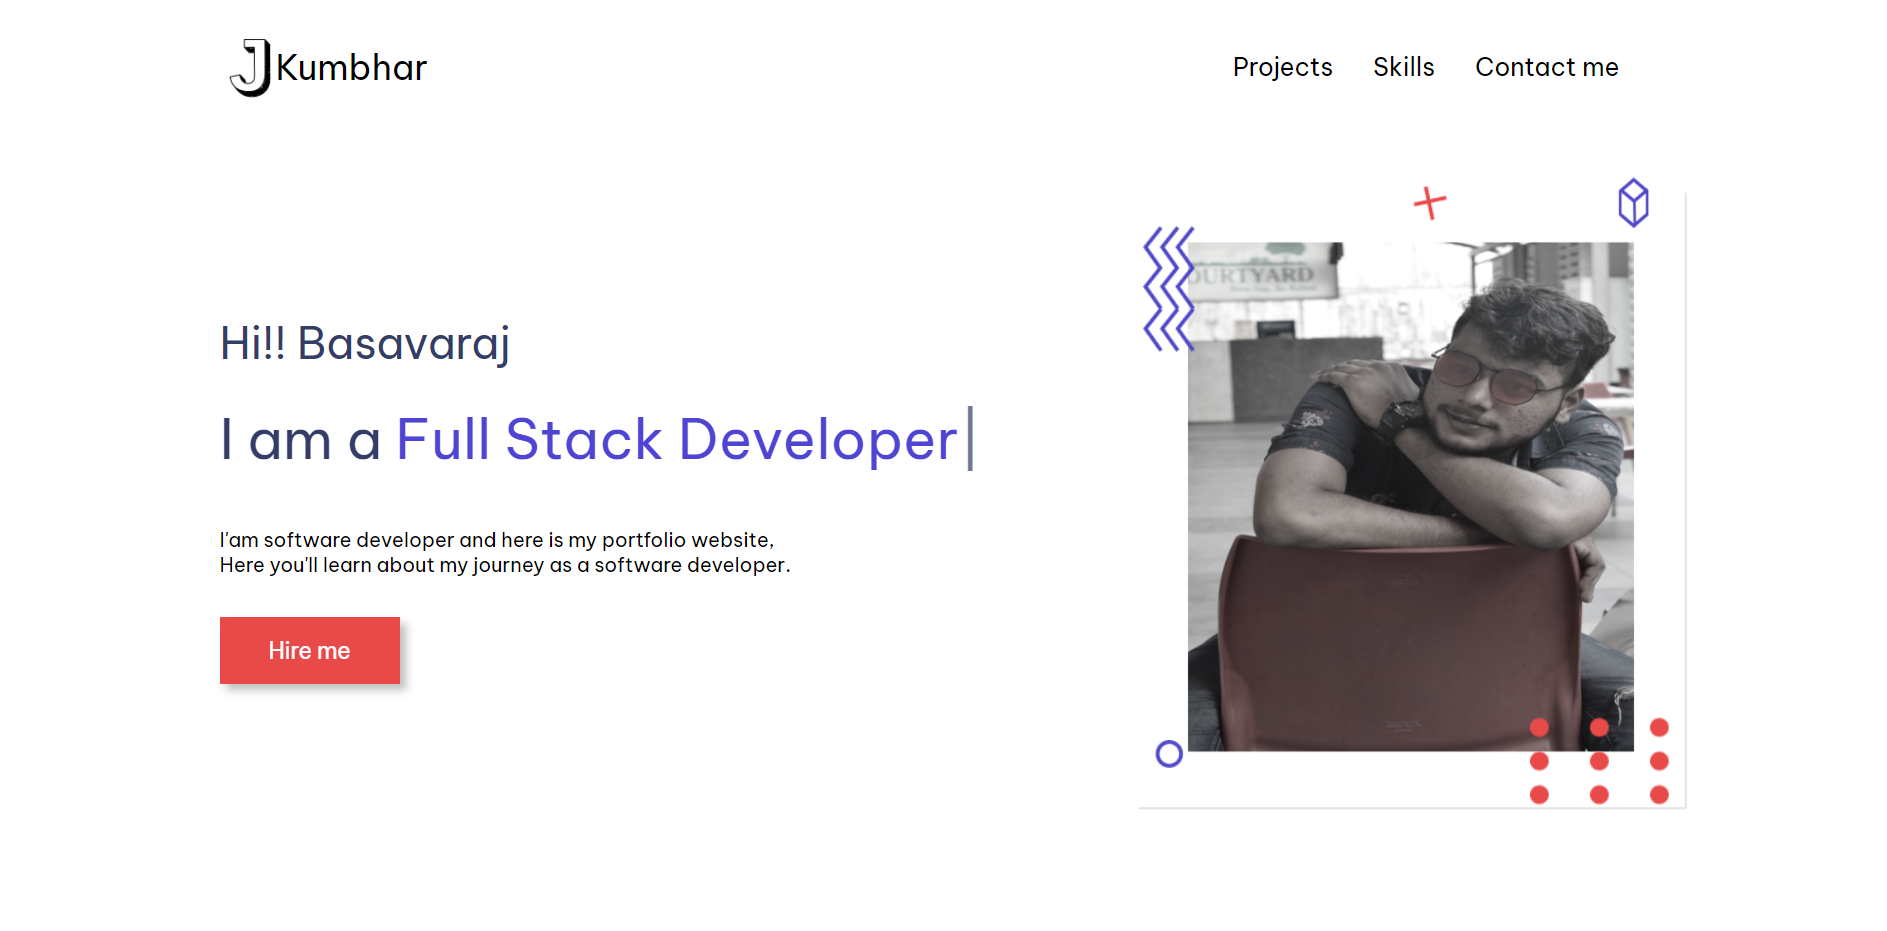 J Kumbhar
Projects Skills Contact me
Hi!! Basavaraj
I am a Full Stack Developer
I'am software developer and here is my portfolio website,
Here you'll learn about my journey as a software developer.
Hire me
OURTYARD